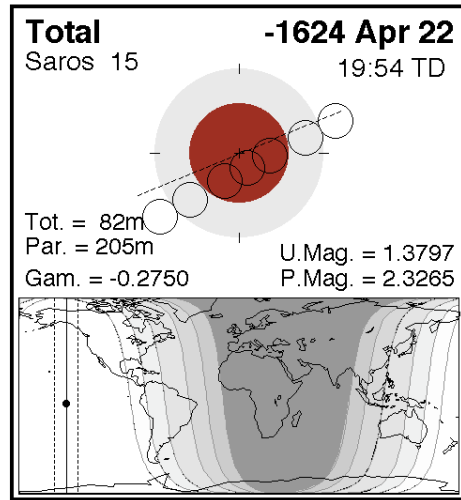 Total -1624 Apr 22
Saros 15 19:54 TD
Tot. = 82m
Par. = 205m U.Mag. = 1.3797
Gam. = -0.2750 P.Mag. = 2.3265